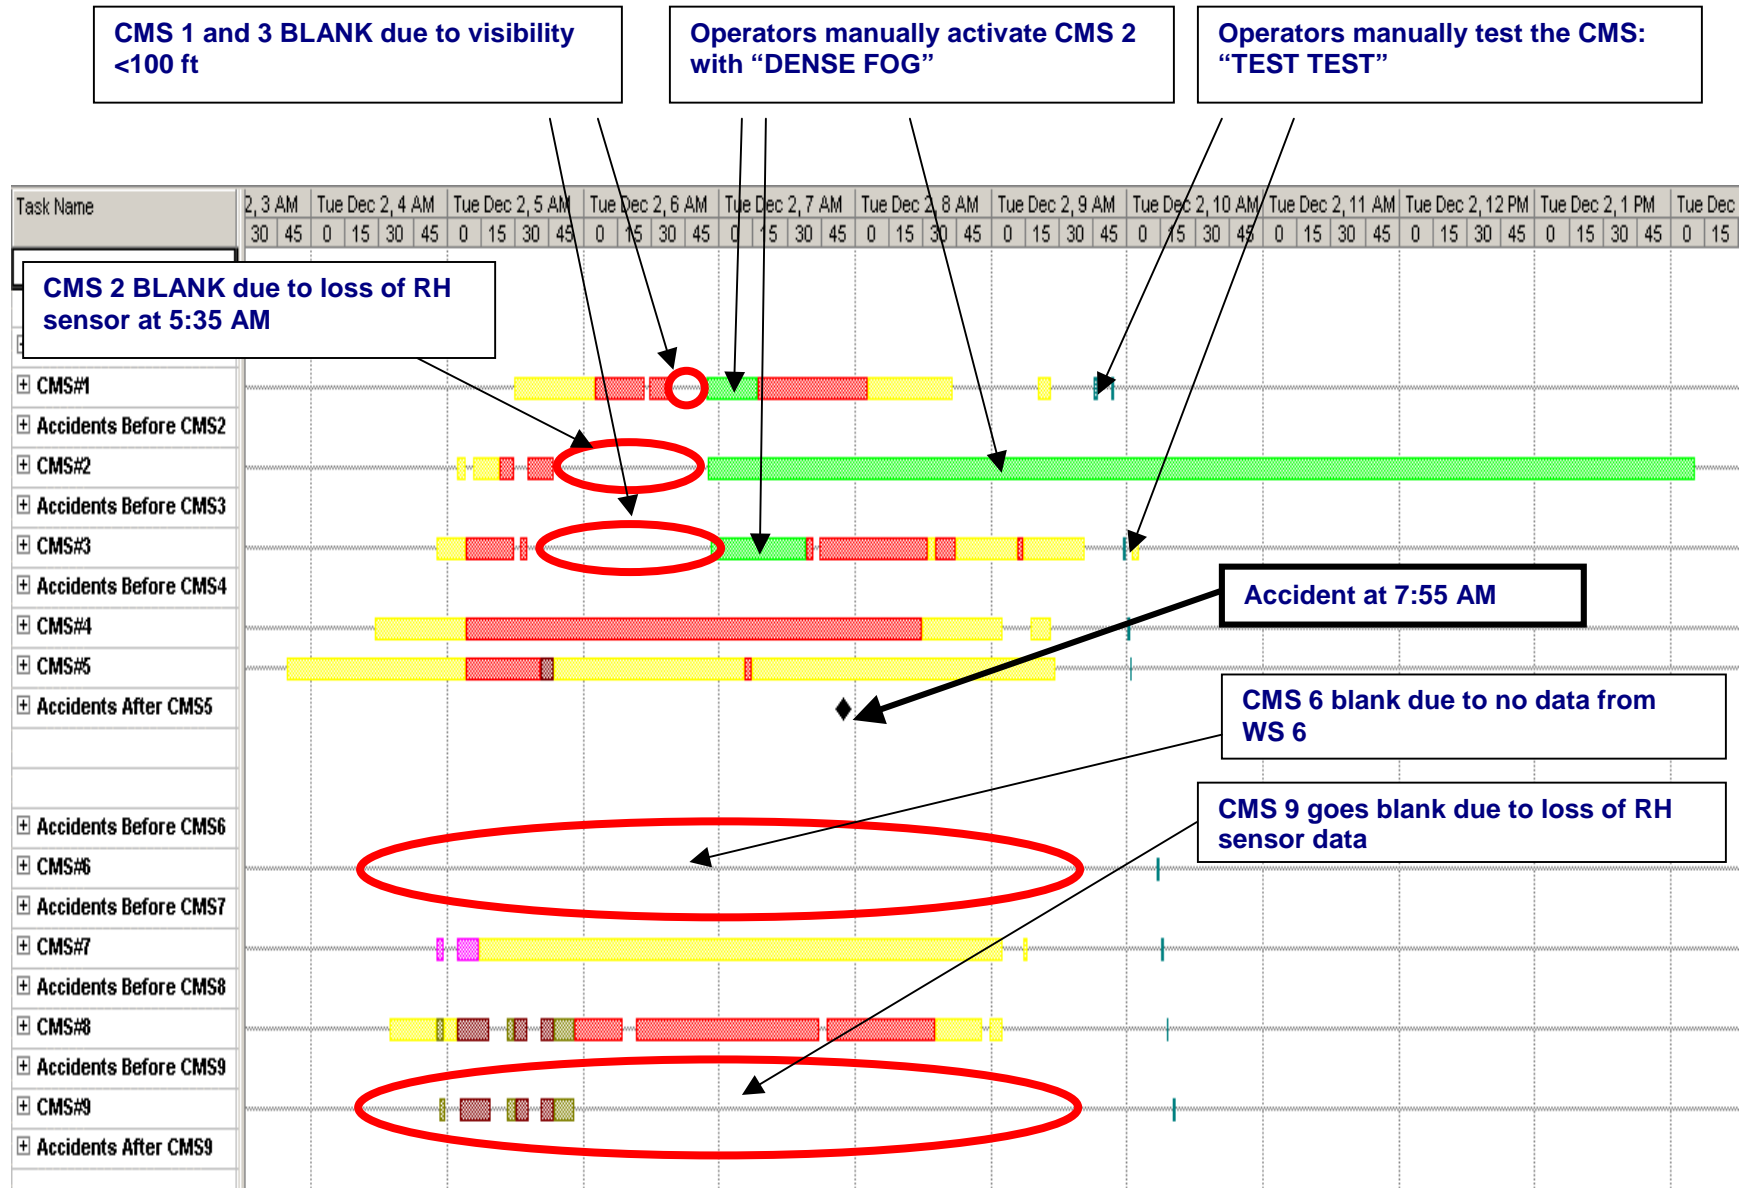 CMS 1 and 3 BLANK due to visibility
<100 ft
Operators manually activate CMS 2
with “DENSE FOG”
Operators manually test the CMS:
“TEST TEST”
Task Name
2, 3 AM Tue Dec 2, 4 AM Tue Dec 2, 5 AM Tue Dec 2, 6 AM Tue Dec 2, 7 AM Tue Dec 2, 8 AM Tue Dec 2, 9 AM Tue Dec 2, 10 AM Tue Dec 2, 11 AM Tue Dec 2, 12 PM Tue Dec 2, 1 PM Tue Dec
30 45 0 15 30 45 0 15 30 45 0 15 30 45 0 15 30 45 0 15 30 45 0 15 30 45 0 15 30 45 0 15 30 45 0 15 30 45 0 15 30 45 0 15
CMS 2 BLANK due to loss of RH
sensor at 5:35 AM
CMS#1
Accidents Before CMS2
CMS#2
Accidents Before CMS3
CMS#3
Accidents Before CMS4
Accident at 7:55 AM
CMS#4
CMS#5
Accidents After CMS5
CMS 6 blank due to no data from
WS 6
CMS 9 goes blank due to loss of RH
sensor data
Accidents Before CMS6
CMS#6
Accidents Before CMS7
CMS#7
Accidents Before CMS8
CMS#8
Accidents Before CMS9
CMS#9
Accidents After CMS9